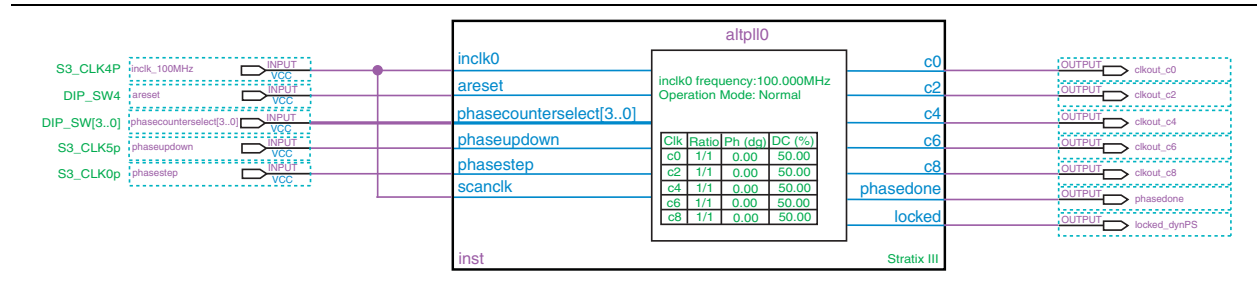 altpll0
S3_CLK4P inclk_100MHz INPUT VCC inclk0 c0 OUTPUT clkout_c0
DIP_SW4 areset INPUT VCC areset c2 OUTPUT clkout_c2
DIP_SW[3..0] phasecounterselect[3..0] INPUT VCC phasecounterselect[3..0] c4 OUTPUT clkout_c4
S3_CLK5p phaseupdown INPUT VCC phaseupdown c6 OUTPUT clkout_c6
S3_CLK0p phasestep INPUT VCC phasestep c8 OUTPUT clkout_c8
scanclk phasedone OUTPUT phasedone
locked OUTPUT locked_dynPS
inclk0 frequency:100.000MHz
Operation Mode: Normal
Clk Ratio Ph (dg) DC (%)
c0 1/1 0.00 50.00
c2 1/1 0.00 50.00
c4 1/1 0.00 50.00
c6 1/1 0.00 50.00
c8 1/1 0.00 50.00
inst Stratix III